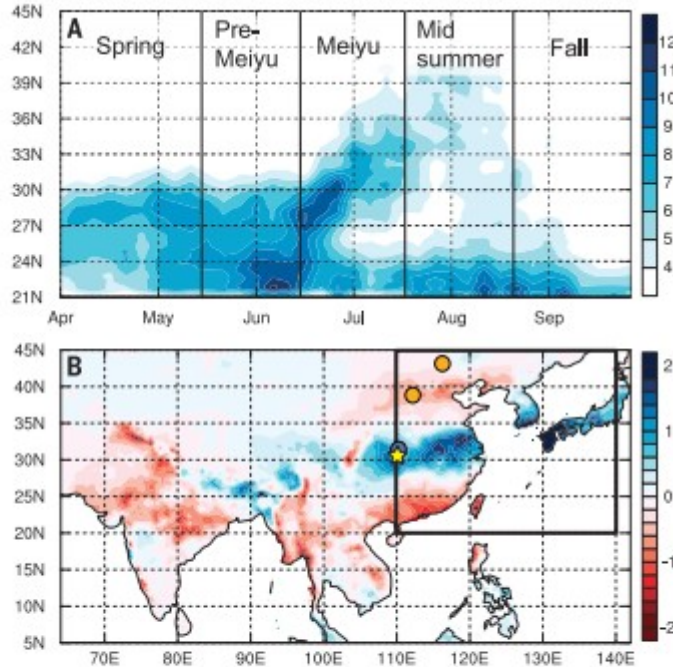 A
Spring
Pre-
Meiyu
Meiyu
Mid
summer
Fall
45N
42N
39N
36N
33N
30N
27N
24N
21N
Apr May Jun Jul Aug Sep
12
11
10
9
8
7
6
5
4
B
45N
40N
35N
30N
25N
20N
15N
10N
5N
70E 80E 90E 100E 110E 120E 130E 140E
2
1
0
-1
-2